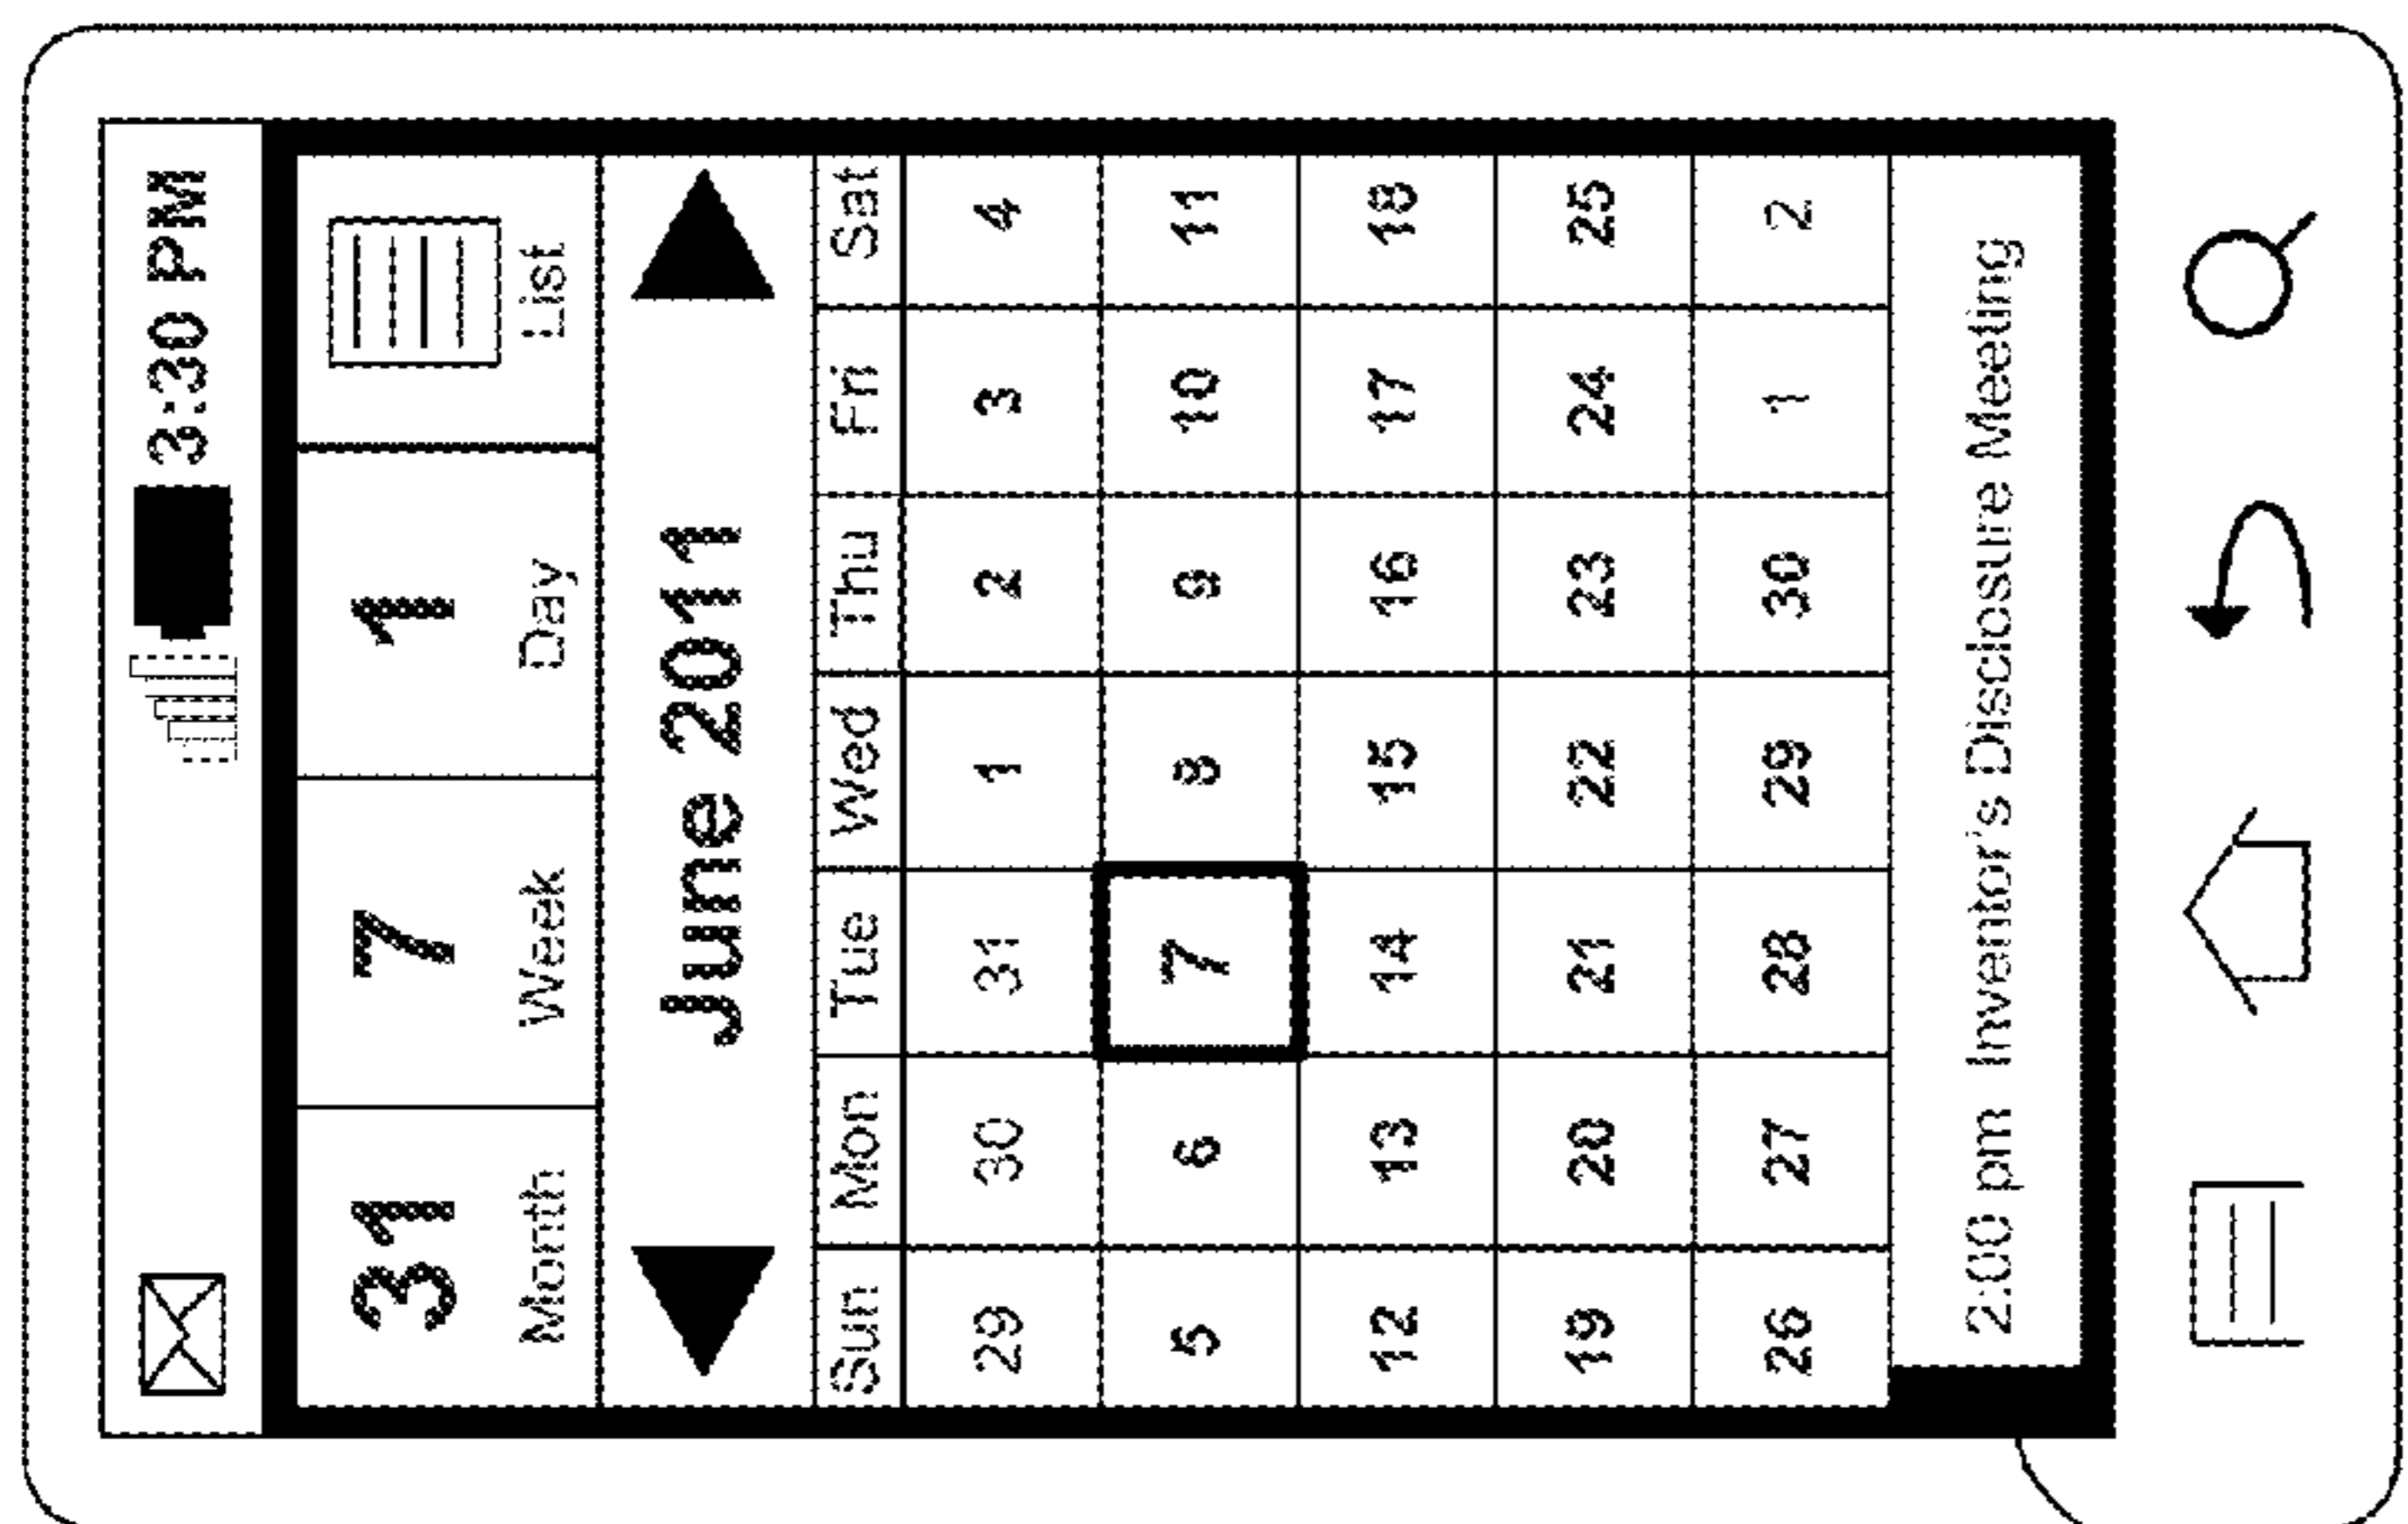 3:30 PM
31 7 1
Month Week Day List
June 2011
Sun Mon Tue Wed Thu Fri Sat
29 30 31 1 2 3 4
5 6 7 8 9 10 11
12 13 14 15 16 17 18
19 20 21 22 23 24 25
26 27 28 29 30 1 2
2:00 pm Inventor's Disclosure Meeting